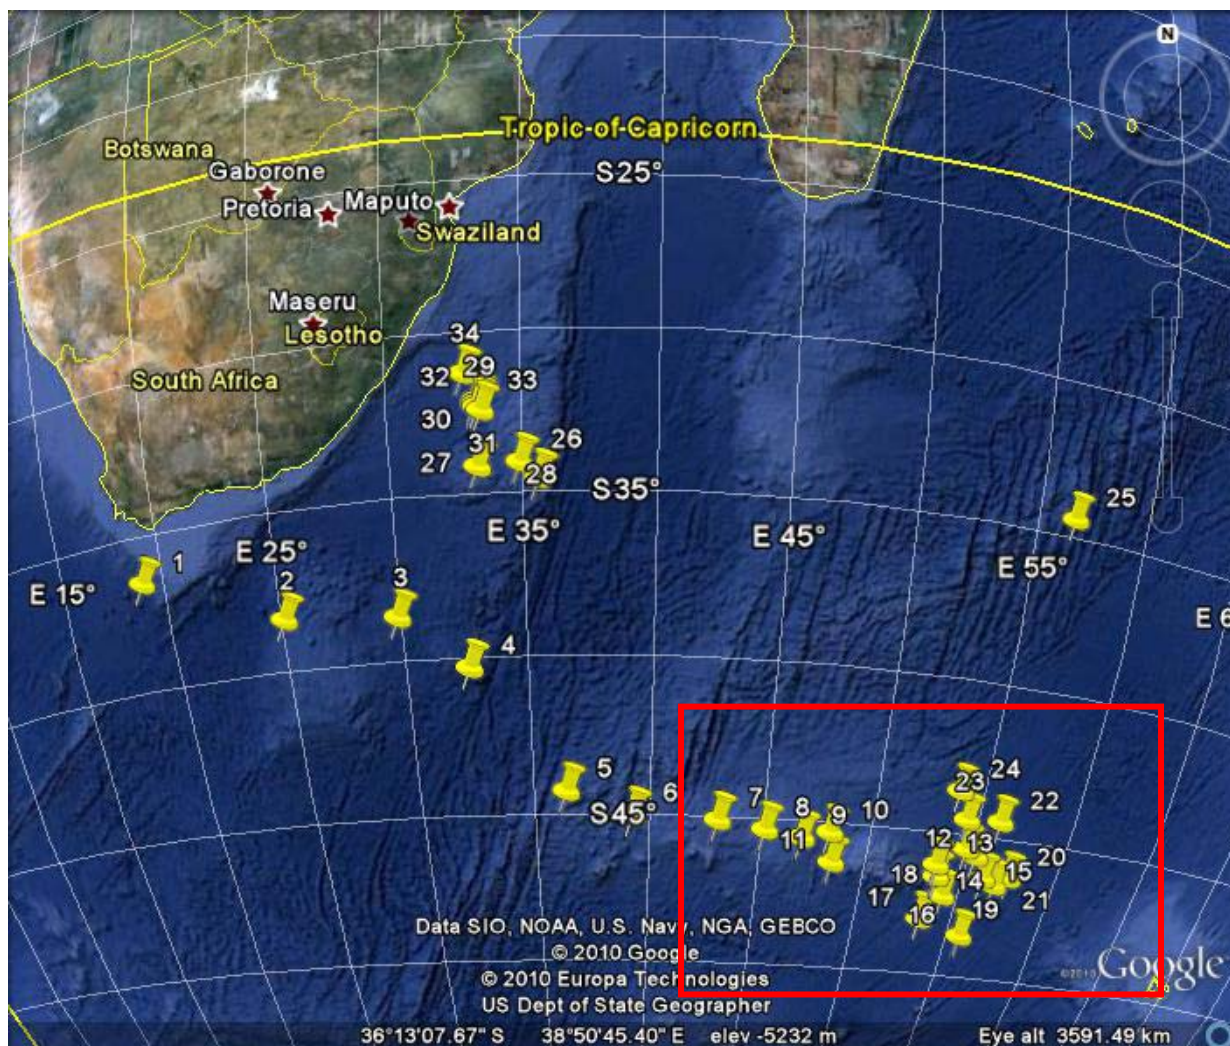 N
Tropic-of-Capricorn
Botswana
Gaborone
S25°
Pretoria
Maputo
Swaziland
Maseru
Lesotho
South Africa
34
32
29
33
30
31
26
27
28
S35°
25
E 35°
E 45°
E 25°
E 55°
1
E 15°
2
3
E 6
4
5
6
S45°
7
8
9
10
11
23
24
22
12
13
20
18
15
14
17
21
16
19
Data SIO, NOAA, U.S. Navy, NGA, GEBCO
© 2010 Google
© 2010 Europa Technologies
US Dept of State Geographer
©2010 Google
36°13'07.67" S 38°50'45.40" E elev -5232 m Eye alt 3591.49 km